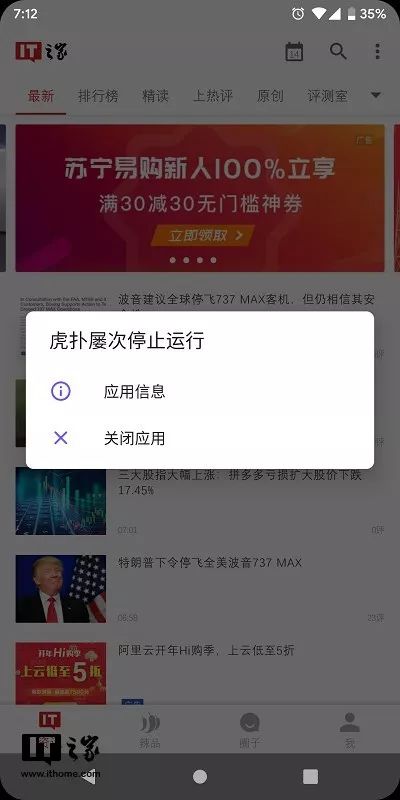 7:12
35%
IT之家
14
最新 排行榜 精读 上热评 原创 评测室
广告
苏宁易购新人100%立享
满30减30无门槛神券
立即领取
波音建议全球停飞737 MAX客机，但仍相信其安
虎扑屡次停止运行
应用信息
关闭应用
三大股指大幅上涨：拼多多亏损扩大股价下跌
17.45%
07:01 0评
特朗普下令停飞全美波音737 MAX
06:58 23评
阿里云开年Hi购季，上云低至5折
开年Hi购季
上云低至5折
广告
IT 辣品 圈子 我
IT之家
www.ithome.com